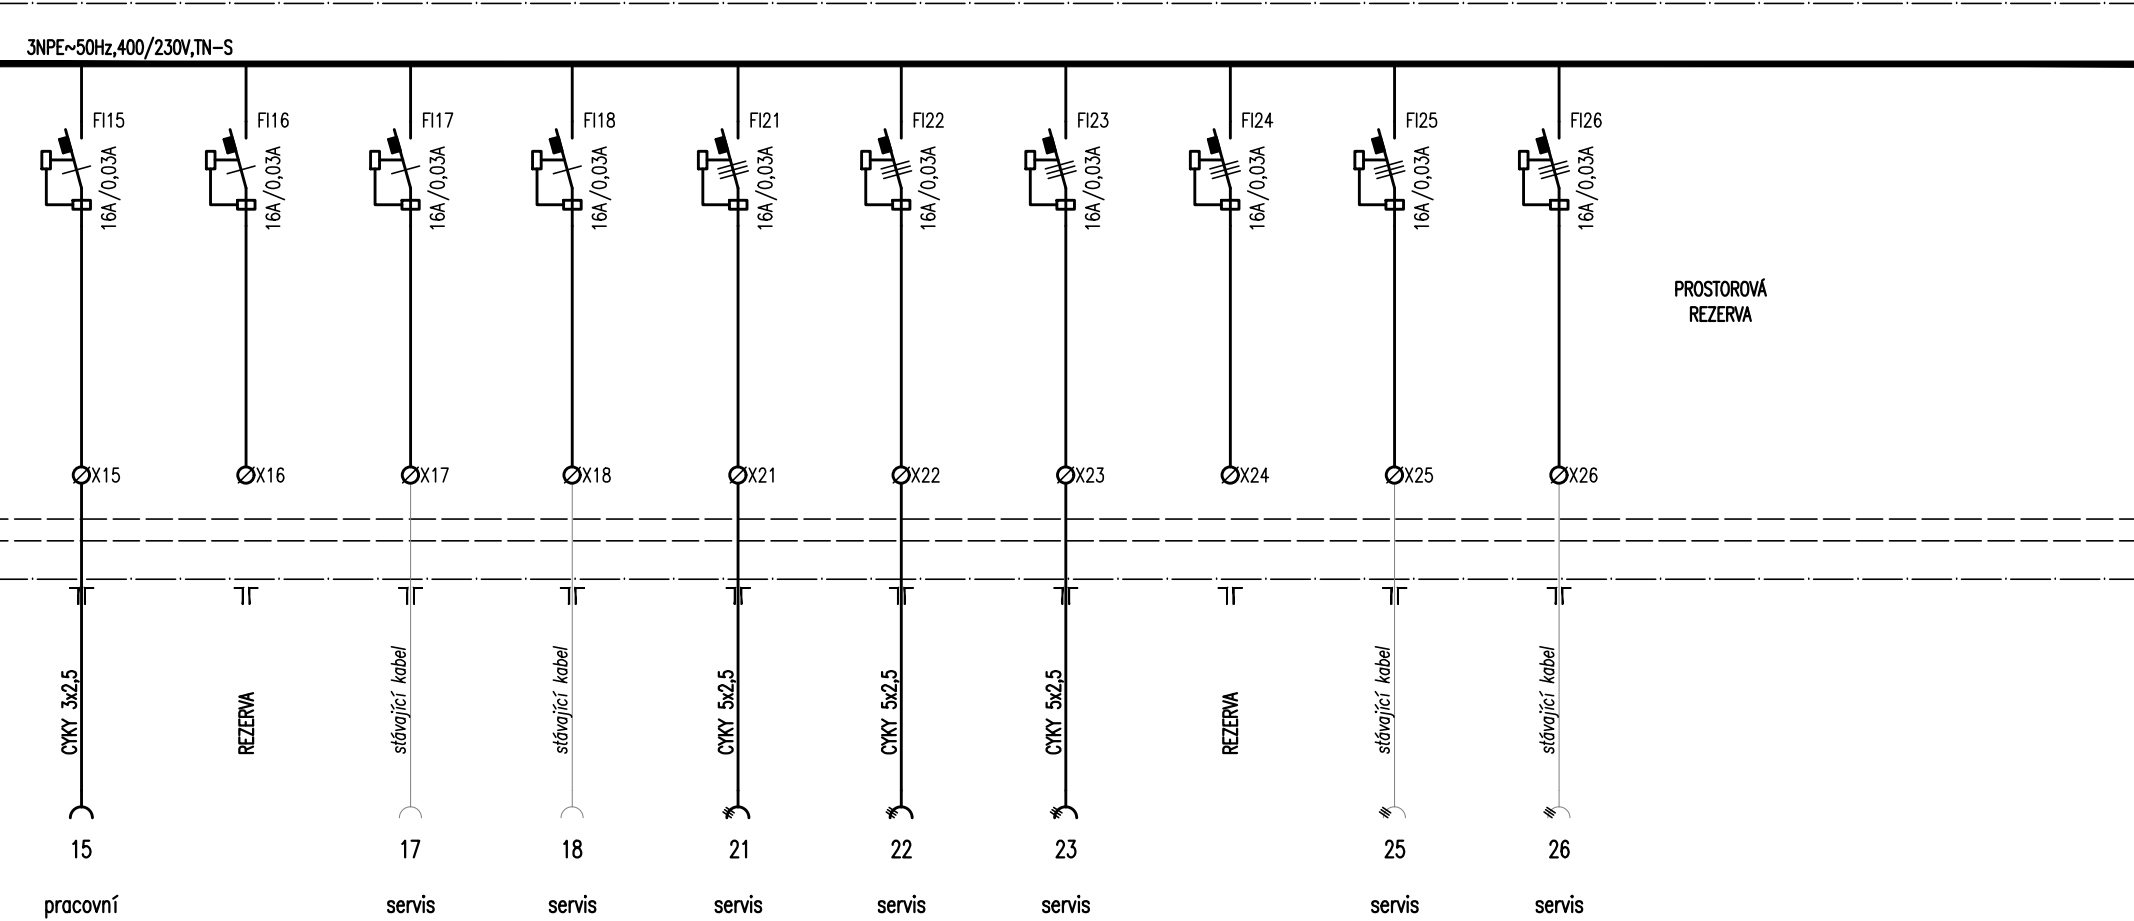 3NPE~50Hz,400/230V,TN-S
FI15
FI16
FI17
FI18
FI21
FI22
FI23
FI24
FI25
FI26
16A/0,03A
16A/0,03A
16A/0,03A
16A/0,03A
16A/0,03A
16A/0,03A
16A/0,03A
16A/0,03A
16A/0,03A
16A/0,03A
PROSTOROVÁ
REZERVA
X15
X16
X17
X18
X21
X22
X23
X24
X25
X26
CYKY 3x2,5
REZERVA
stávající kabel
stávající kabel
CYKY 5x2,5
CYKY 5x2,5
CYKY 5x2,5
REZERVA
stávající kabel
stávající kabel
15
17
18
21
22
23
25
26
pracovní
servis
servis
servis
servis
servis
servis
servis